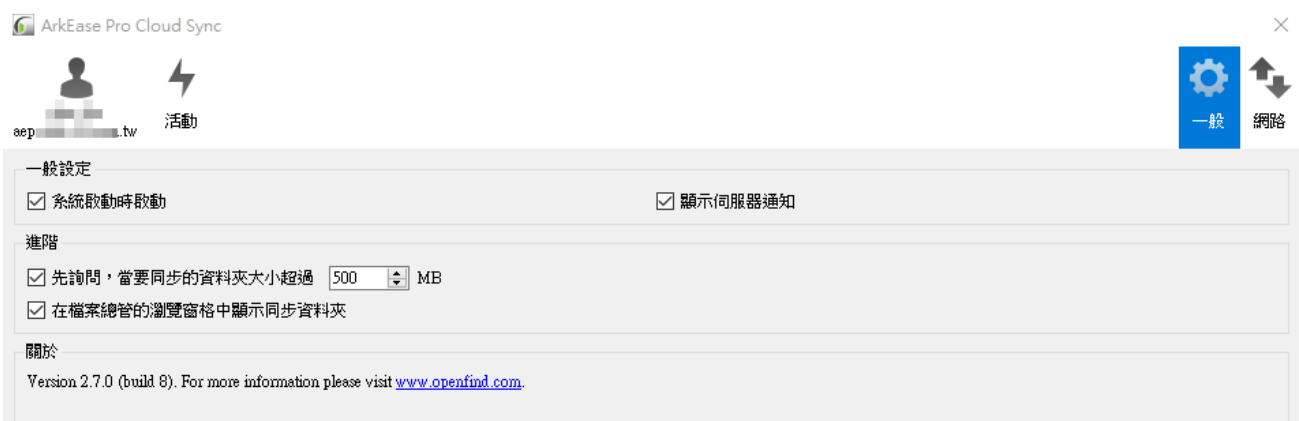 ArkEase Pro Cloud Sync
aep
.tw
活動
一般
網路
一般設定
系統啟動時啟動
顯示伺服器通知
進階
先詢問，當要同步的資料夾大小超過 500 MB
在檔案總管的瀏覽窗格中顯示同步資料夾
關於
Version 2.7.0 (build 8). For more information please visit www.openfind.com.